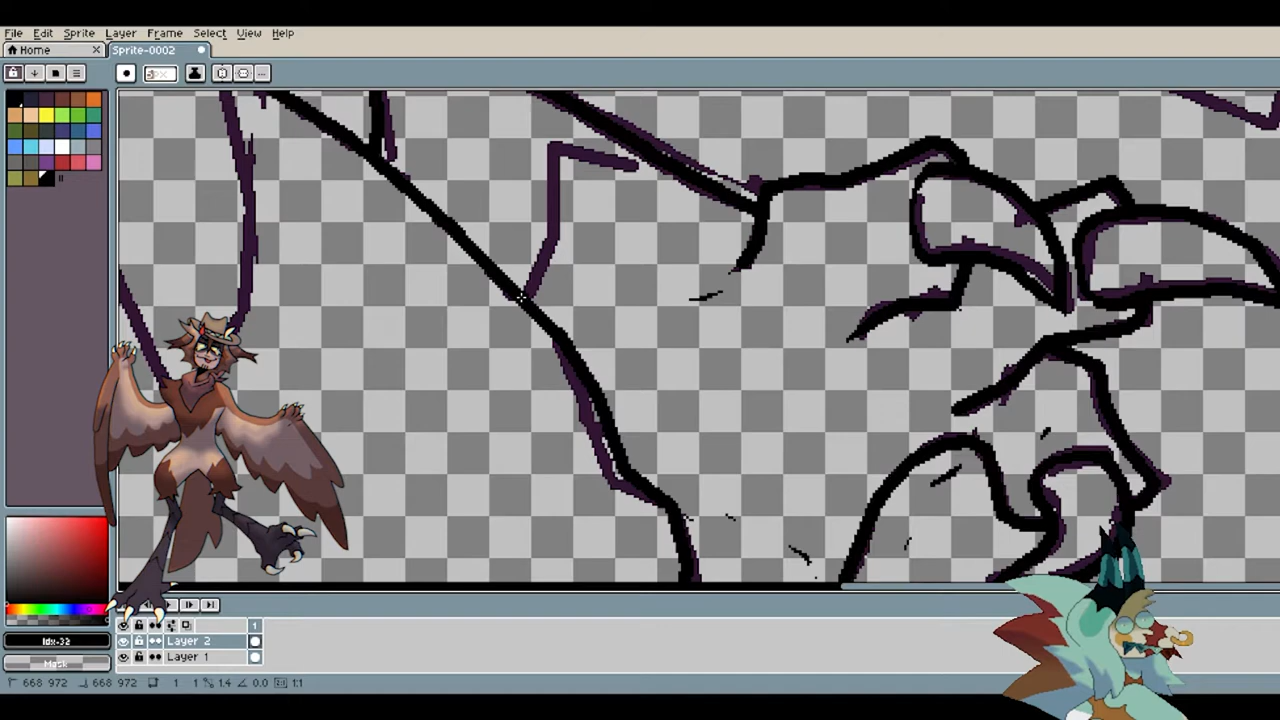 File Edit Sprite Layer Frame Select View Help
Home Sprite-0002
1
Layer 2
Layer 1
Idx-32
Mask
668 972 668 972 1 1 1.4 0.0 1:1